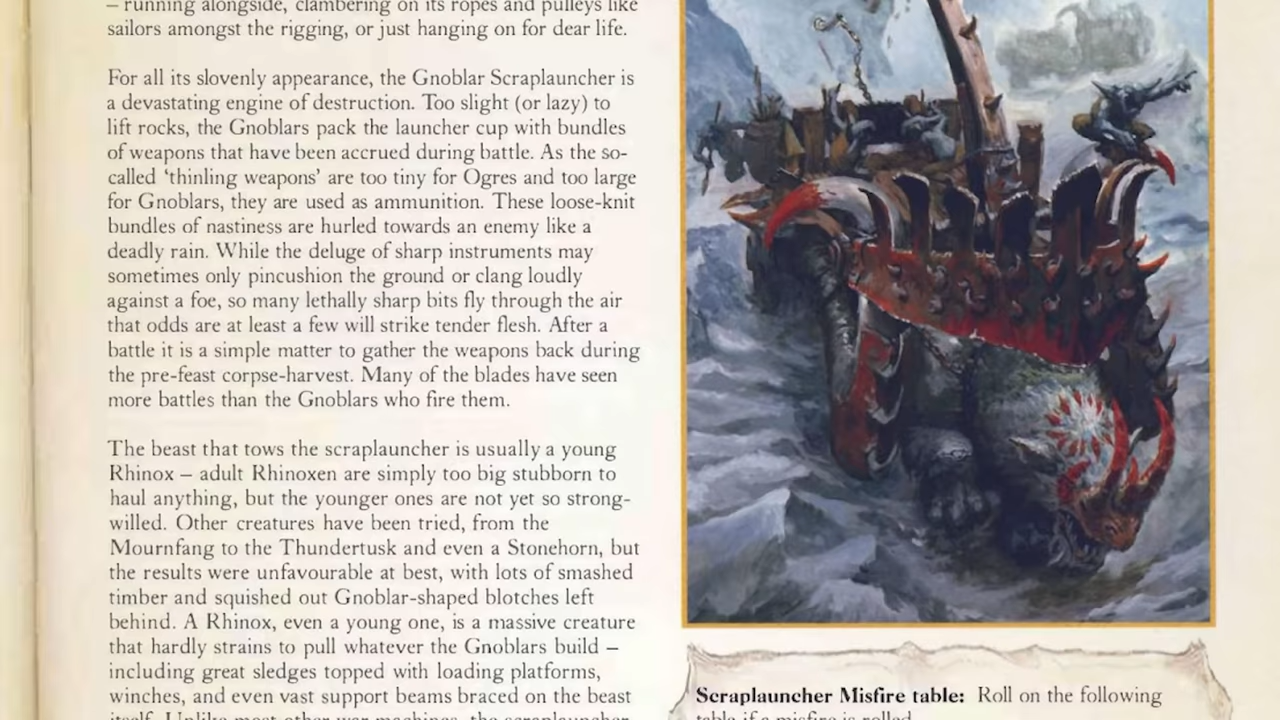 – running alongside, clambering on its ropes and pulleys like
sailors amongst the rigging, or just hanging on for dear life.
For all its slovenly appearance, the Gnoblar Scraplauncher is
a devastating engine of destruction. Too slight (or lazy) to
lift rocks, the Gnoblars pack the launcher cup with bundles
of weapons that have been accrued during battle. As the so-
called ‘thinling weapons’ are too tiny for Ogres and too large
for Gnoblars, they are used as ammunition. These loose-knit
bundles of nastiness are hurled towards an enemy like a
deadly rain. While the deluge of sharp instruments may
sometimes only pincushion the ground or clang loudly
against a foe, so many lethally sharp bits fly through the air
that odds are at least a few will strike tender flesh. After a
battle it is a simple matter to gather the weapons back during
the pre-feast corpse-harvest. Many of the blades have seen
more battles than the Gnoblars who fire them.
The beast that tows the scraplauncher is usually a young
Rhinox – adult Rhinoxen are simply too big stubborn to
haul anything, but the younger ones are not yet so strong-
willed. Other creatures have been tried, from the
Mournfang to the Thundertusk and even a Stonehorn, but
the results were unfavourable at best, with lots of smashed
timber and squished out Gnoblar-shaped blotches left
behind. A Rhinox, even a young one, is a massive creature
that hardly strains to pull whatever the Gnoblars build –
including great sledges topped with loading platforms,
winches, and even vast support beams braced on the beast
itself. Unlike most other war machines, the scraplauncher
Scraplauncher Misfire table: Roll on the following
table if a misfire is rolled.